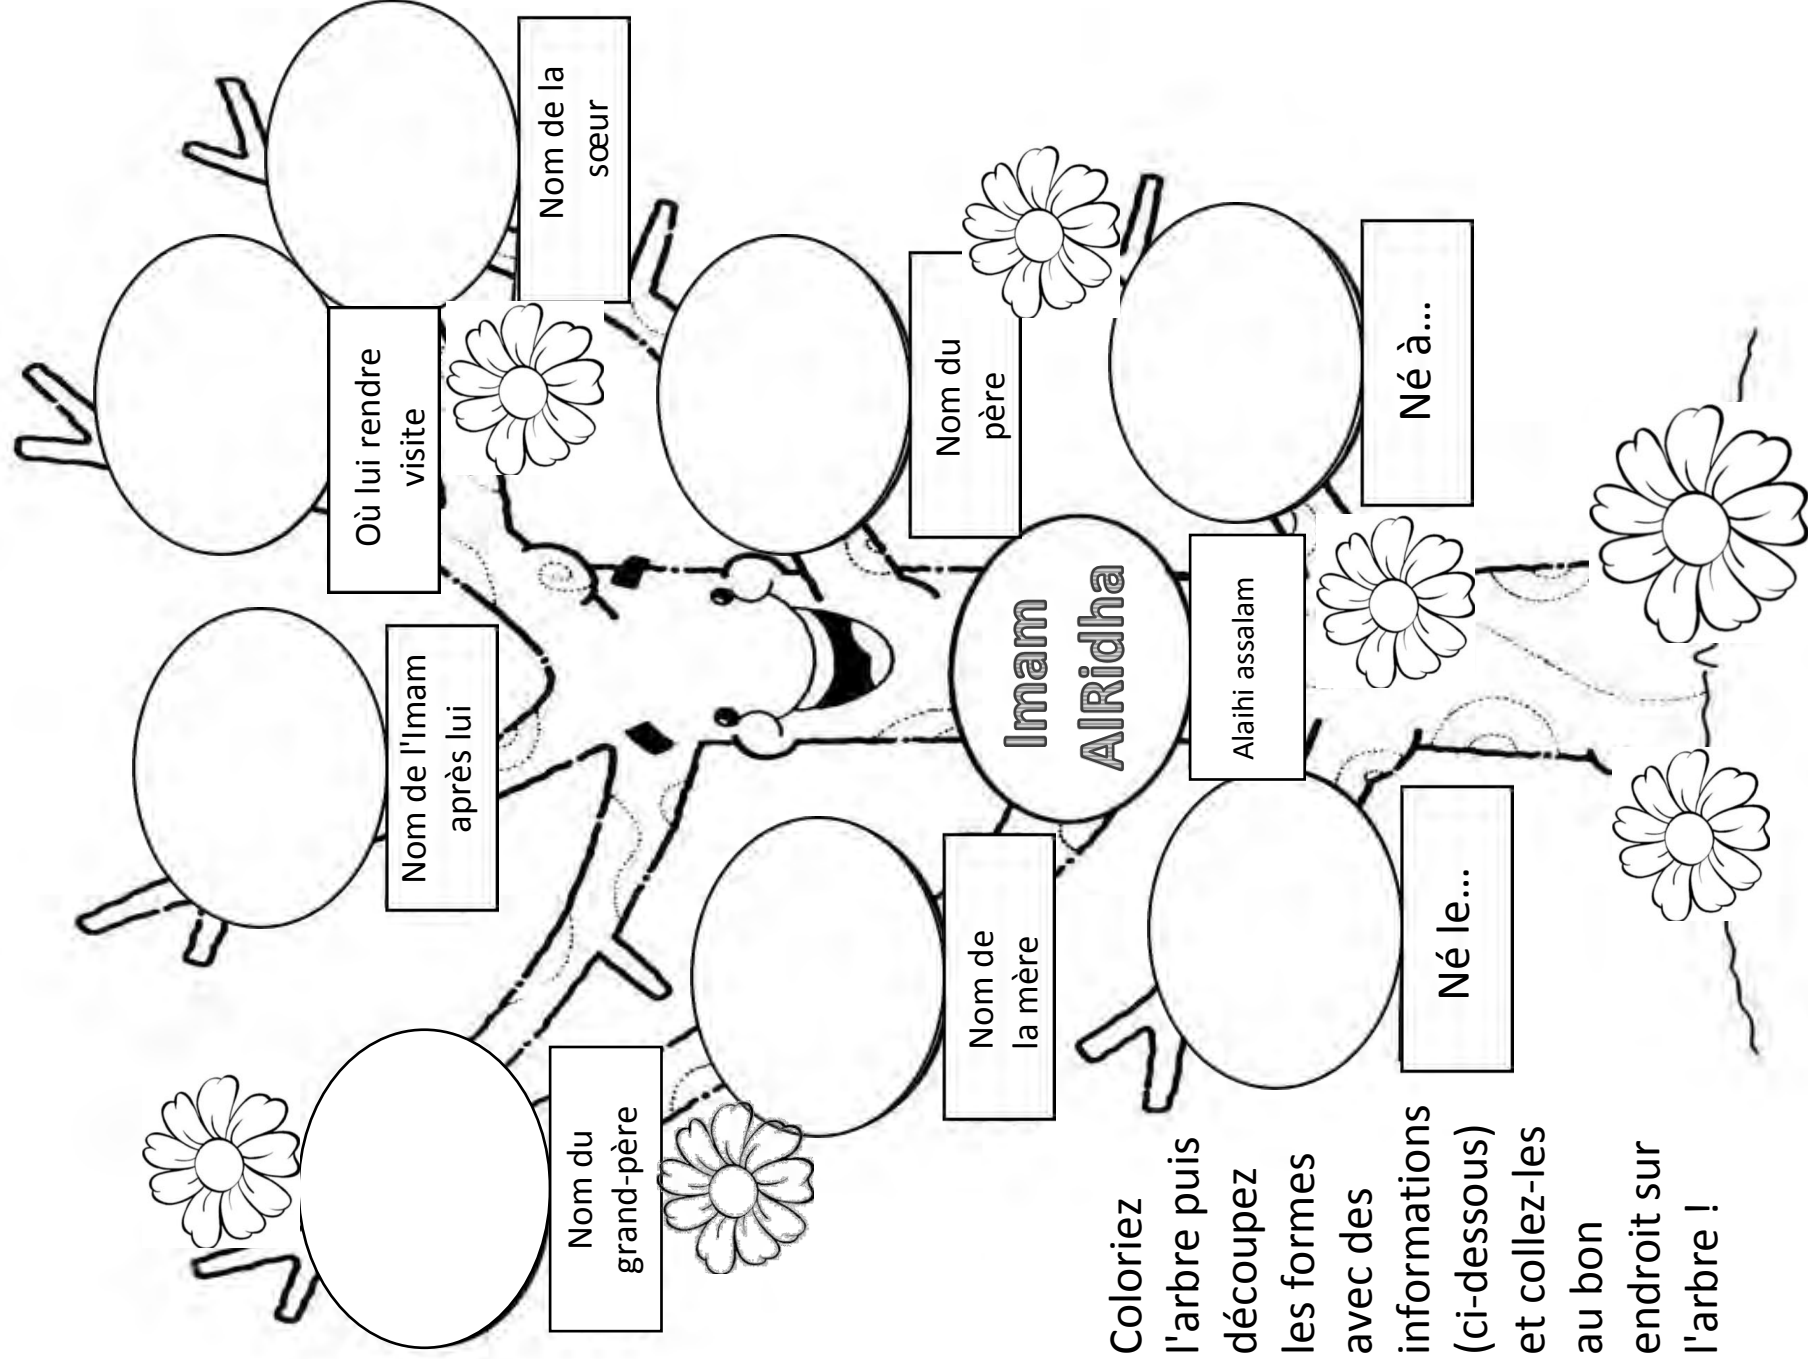 Où lui rendre
visite
Nom de la
sœur
Nom de l'Imam
après lui
Nom du
grand-père
Nom du
père
Nom de
la mère
Imam
AlRidha
Alaihi assalam
Né à...
Né le...
Coloriez
l'arbre puis
découpez
les formes
avec des
informations
(ci-dessous)
et collez-les
au bon
endroit sur
l'arbre !